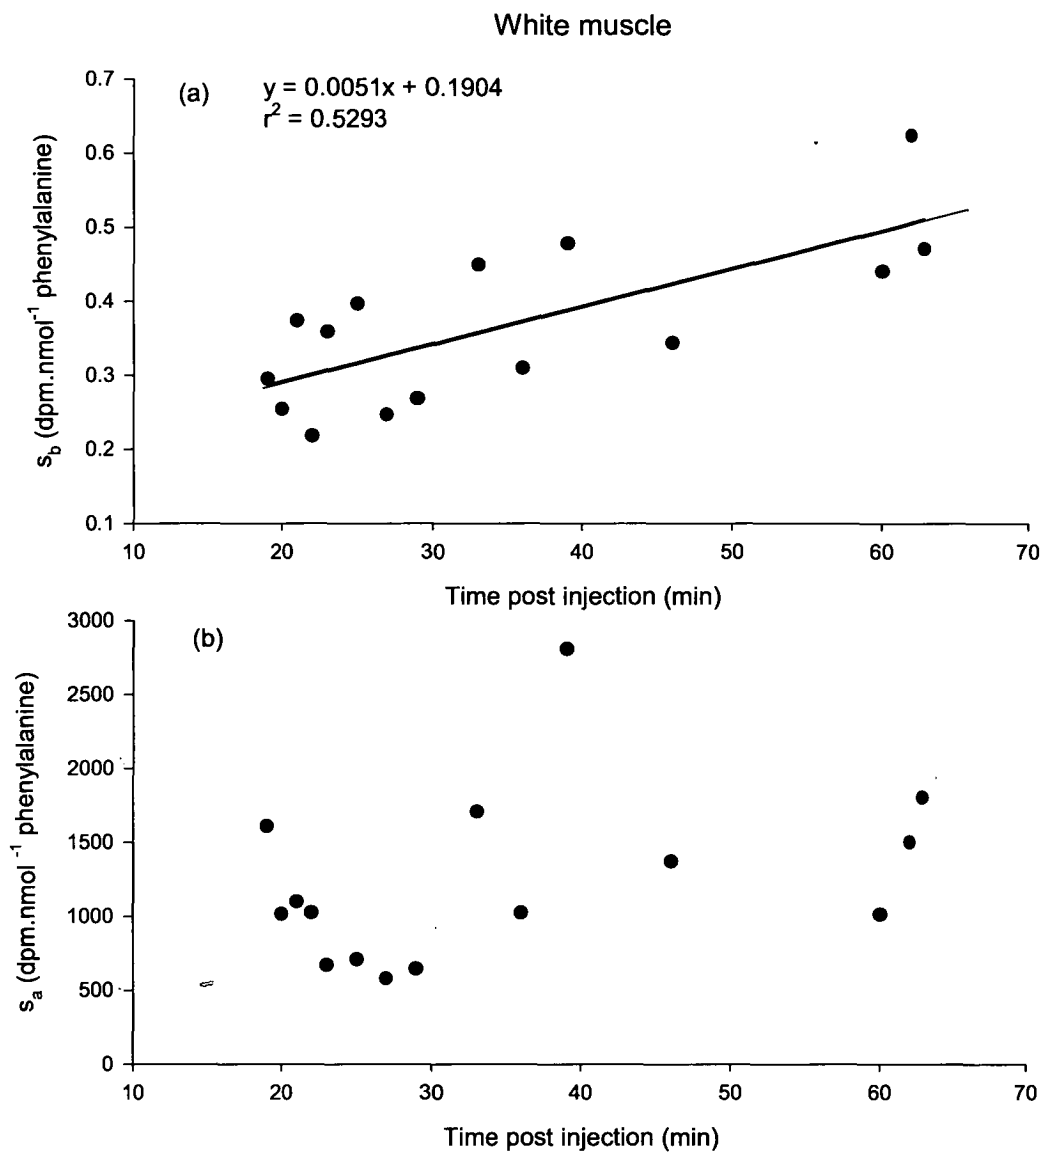 White muscle
(a)
y = 0.0051x + 0.1904
r² = 0.5293
0.7
0.6
0.5
0.4
0.3
0.2
0.1
s_b (dpm.nmol⁻¹ phenylalanine)
10 20 30 40 50 60 70
Time post injection (min)
(b)
3000
2500
2000
1500
1000
500
0
s_a (dpm.nmol⁻¹ phenylalanine)
10 20 30 40 50 60 70
Time post injection (min)